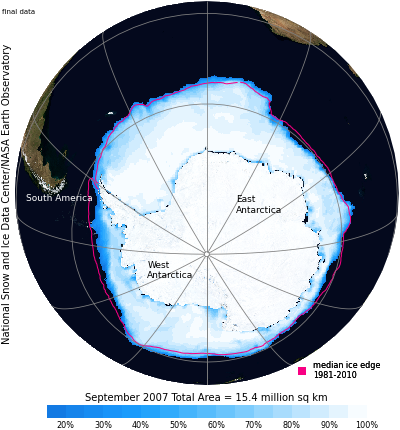 final data
National Snow and Ice Data Center/NASA Earth Observatory
South America
East
Antarctica
West
Antarctica
median ice edge
1981-2010
September 2007 Total Area = 15.4 million sq km
20% 30% 40% 50% 60% 70% 80% 90% 100%